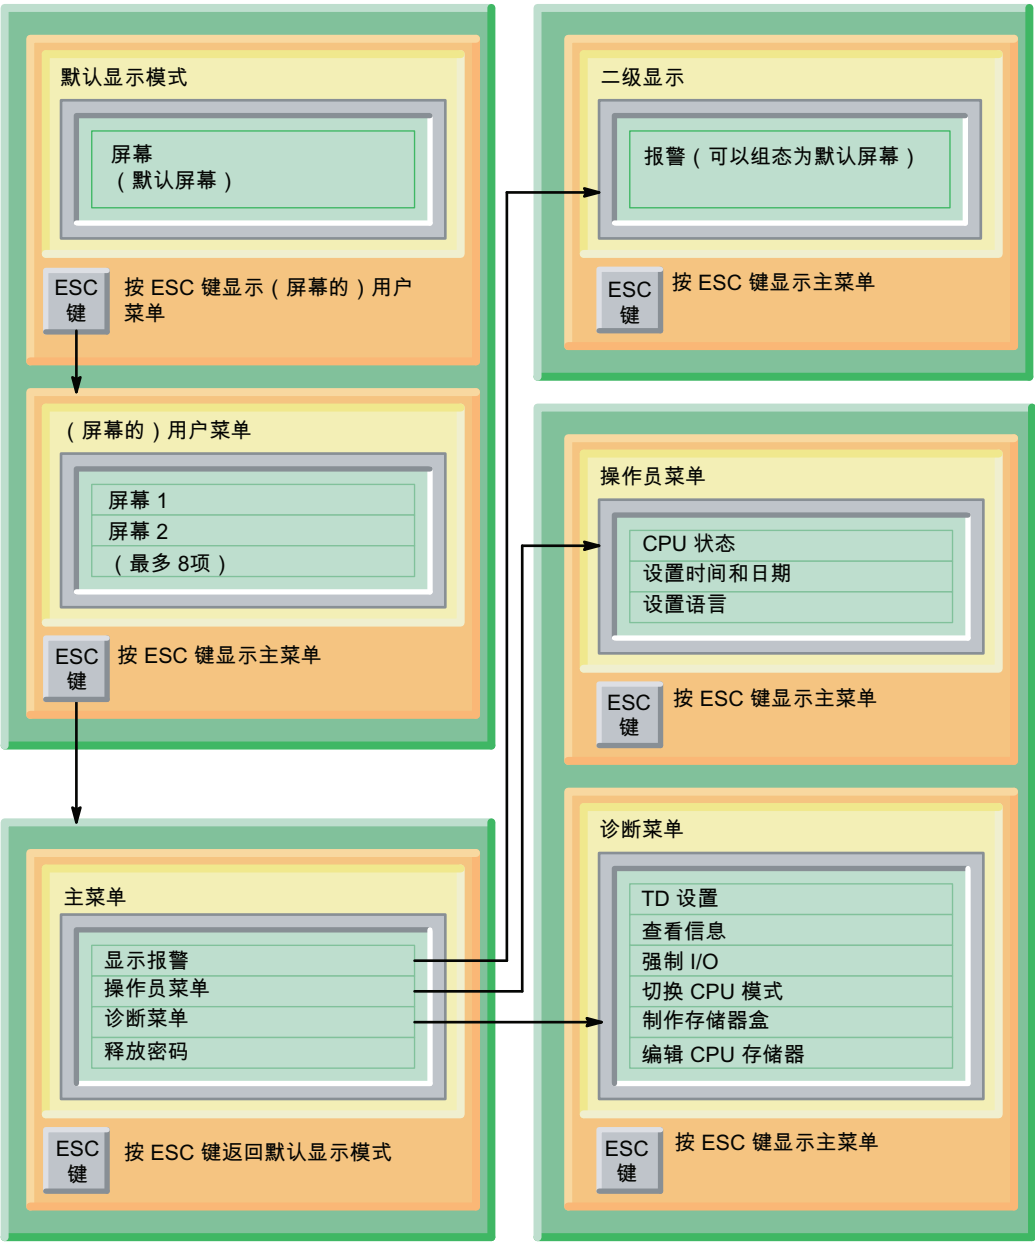 默认显示模式
屏幕
（默认屏幕）
ESC
键
按 ESC 键显示（屏幕的）用户
菜单
（屏幕的）用户菜单
屏幕 1
屏幕 2
（最多 8项）
ESC
键
按 ESC 键显示主菜单
主菜单
显示报警
操作员菜单
诊断菜单
释放密码
ESC
键
按 ESC 键返回默认显示模式
二级显示
报警（可以组态为默认屏幕）
ESC
键
按 ESC 键显示主菜单
操作员菜单
CPU 状态
设置时间和日期
设置语言
ESC
键
按 ESC 键显示主菜单
诊断菜单
TD 设置
查看信息
强制 I/O
切换 CPU 模式
制作存储器盒
编辑 CPU 存储器
ESC
键
按 ESC 键显示主菜单